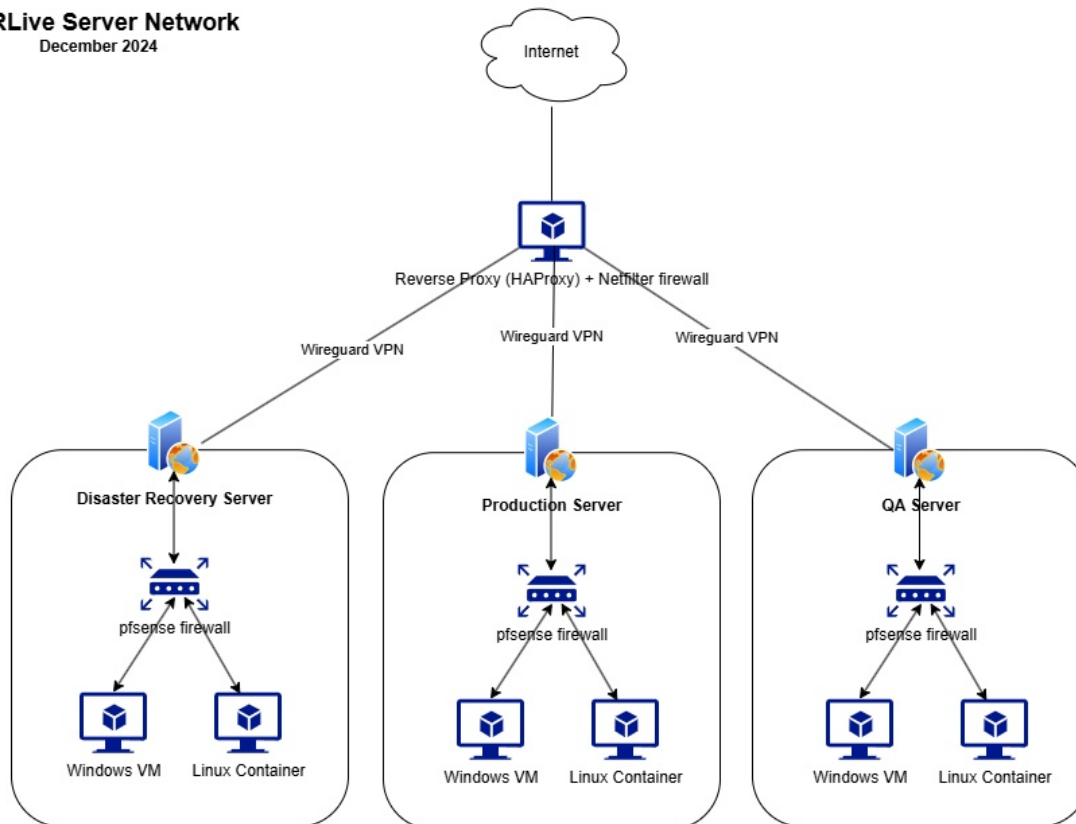 RLive Server Network
December 2024
Internet
Reverse Proxy (HAProxy) + Netfilter firewall
Wireguard VPN
Wireguard VPN
Wireguard VPN
Disaster Recovery Server
Production Server
QA Server
pfsense firewall
pfsense firewall
pfsense firewall
Windows VM
Linux Container
Windows VM
Linux Container
Windows VM
Linux Container